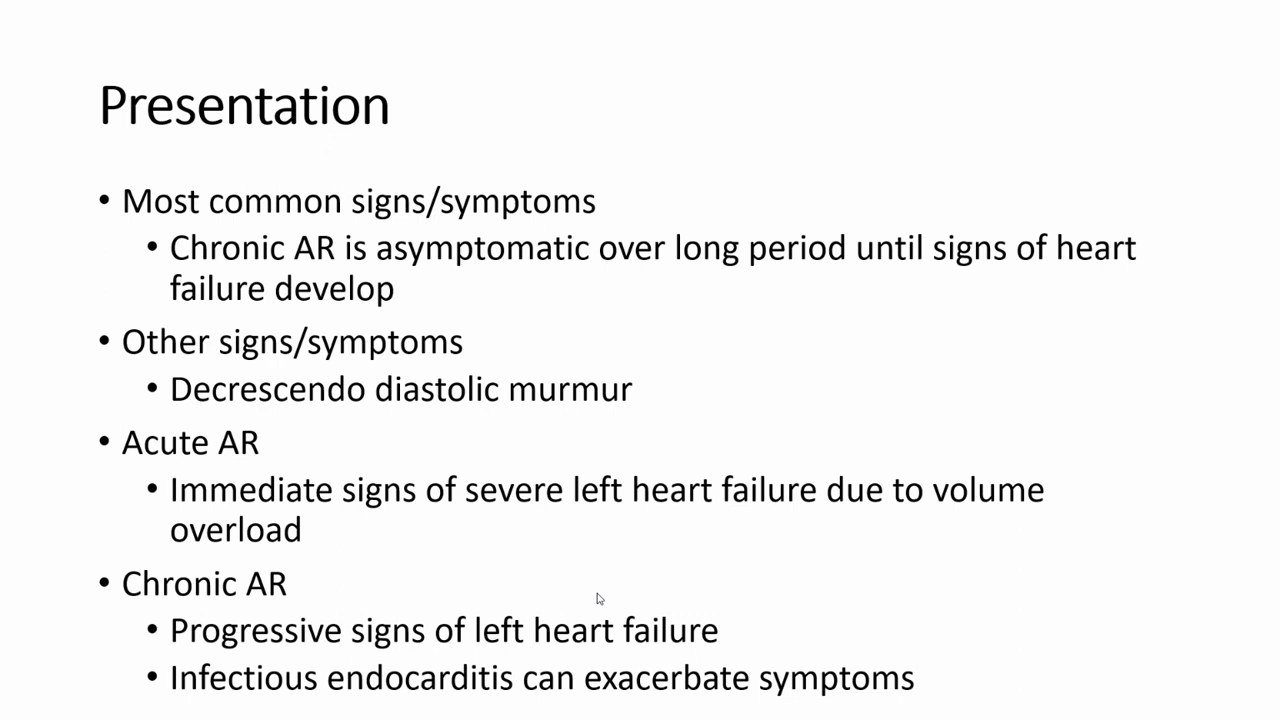 Presentation
• Most common signs/symptoms
• Chronic AR is asymptomatic over long period until signs of heart
failure develop
• Other signs/symptoms
• Decrescendo diastolic murmur
• Acute AR
• Immediate signs of severe left heart failure due to volume
overload
• Chronic AR
• Progressive signs of left heart failure
• Infectious endocarditis can exacerbate symptoms